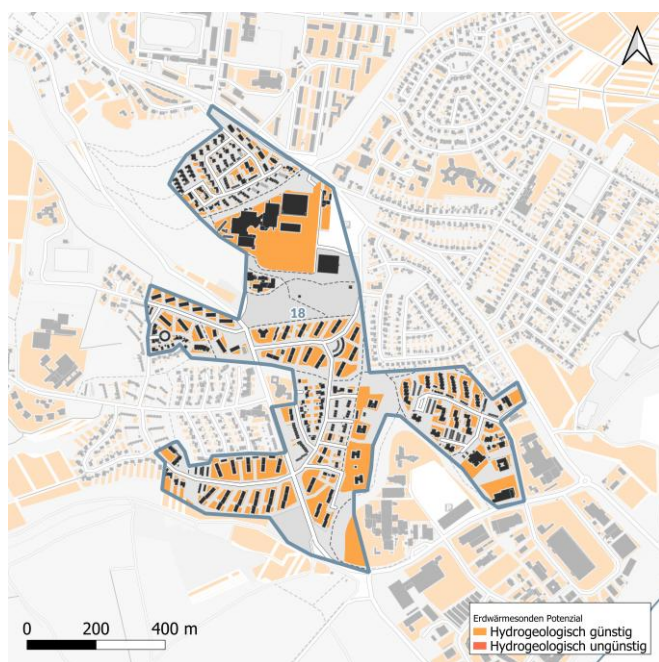 18
0 200 400 m
Erdwärmesonden Potenzial
Hydrogeologisch günstig
Hydrogeologisch ungünstig